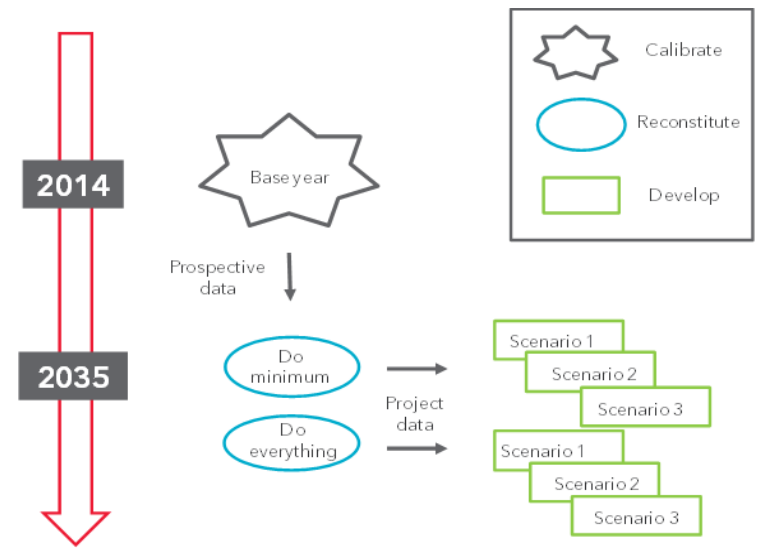 Calibrate
Reconstitute
Develop
2014
Base year
Prospective
data
2035
Do
minimum
Do
everything
Project
data
Scenario 1
Scenario 2
Scenario 3
Scenario 1
Scenario 2
Scenario 3